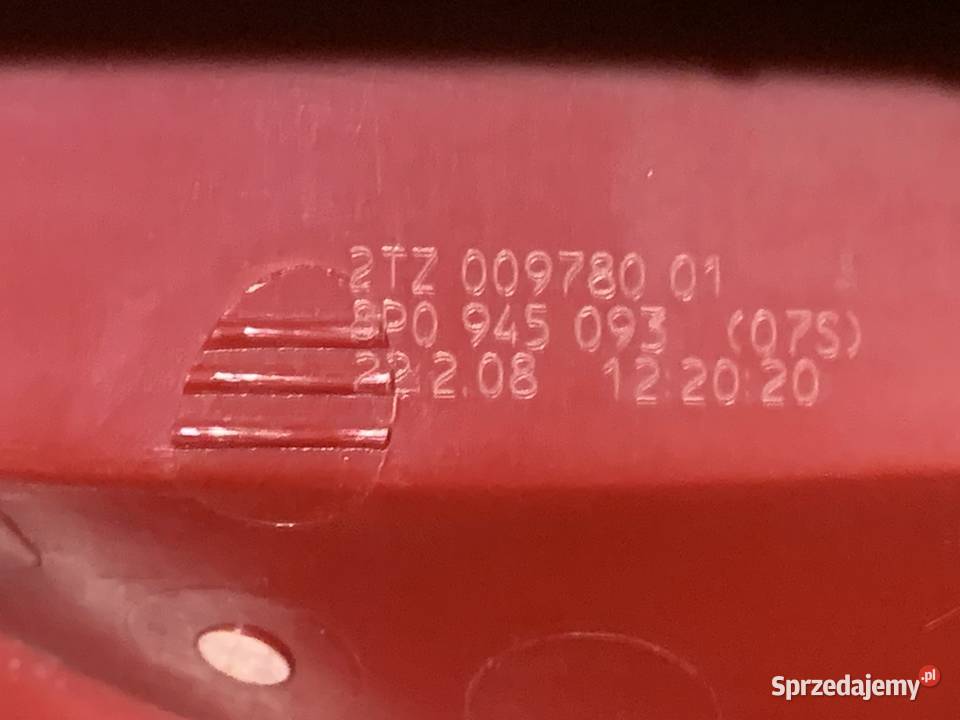 2TZ 009780 01
8P0 945 093 (07S)
22.2.08 12:20:20
Sprzedajemy.pl